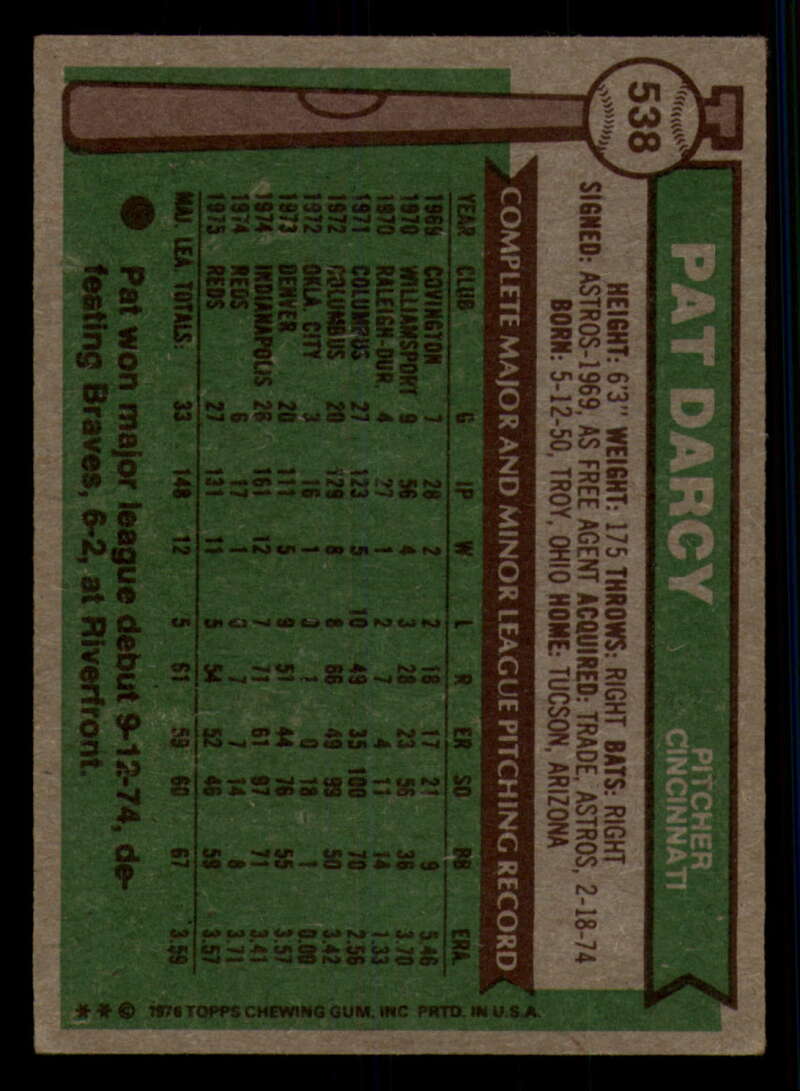 538
PAT DARCY
PITCHER
CINCINNATI
HEIGHT: 6'3" WEIGHT: 175 THROWS: RIGHT BATS: RIGHT
SIGNED: ASTROS-1969, AS FREE AGENT ACQUIRED: TRADE, ASTROS, 2-18-74
BORN: 5-12-50, TROY, OHIO HOME: TUCSON, ARIZONA
COMPLETE MAJOR AND MINOR LEAGUE PITCHING RECORD
YEAR CLUB G IP W L R ER SO BB ERA
1969 COVINGTON 7 28 2 2 18 17 21 9 5.46
1970 WILLIAMSPORT 9 56 4 3 28 23 56 36 3.70
1970 RALEIGH-DUR. 4 27 1 2 7 4 11 14 1.33
1971 COLUMBUS 27 123 5 10 49 35 100 70 2.56
1972 COLUMBUS 20 129 8 8 66 49 99 50 3.42
1972 OKLA. CITY 3 16 1 0 1 0 18 1 0.00
1973 DENVER 20 111 5 9 51 44 76 55 3.57
1974 INDIANAPOLIS 26 161 12 7 71 61 97 71 3.41
1974 REDS 6 17 1 0 7 7 14 8 3.71
1975 REDS 27 131 11 5 54 52 46 59 3.57
MAJ. LEA TOTALS: 33 148 12 5 61 59 60 67 3.59
Pat won major league debut 9-12-74, de-
feating Braves, 6-2, at Riverfront.
** © 1976 TOPPS CHEWING GUM, INC PRTD. IN U.S.A.